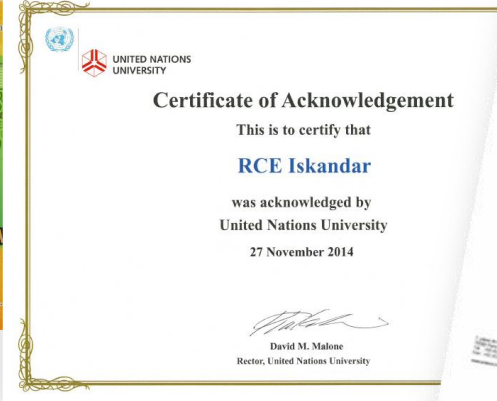 UNITED NATIONS
UNIVERSITY
Certificate of Acknowledgement
This is to certify that
RCE Iskandar
was acknowledged by
United Nations University
27 November 2014
David M. Malone
Rector, United Nations University